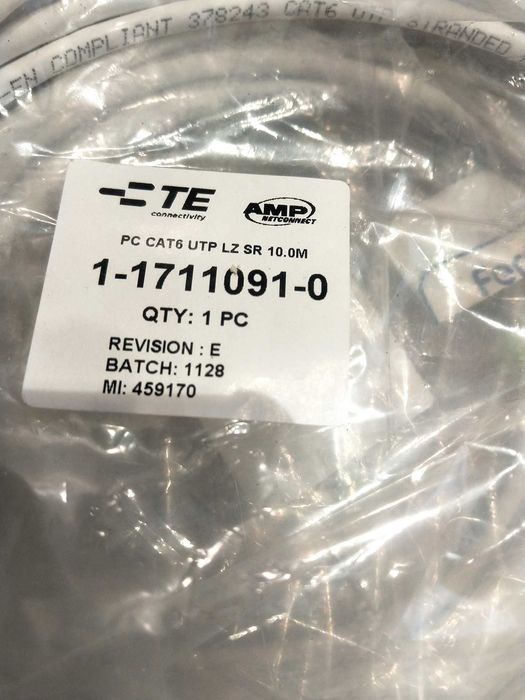 -EN COMPLIANT 378243 CAT6 UTP STRANDED
TE
connectivity
AMP
NETCONNECT
PC CAT6 UTP LZ SR 10.0M
1-1711091-0
QTY: 1 PC
REVISION : E
BATCH: 1128
MI: 459170